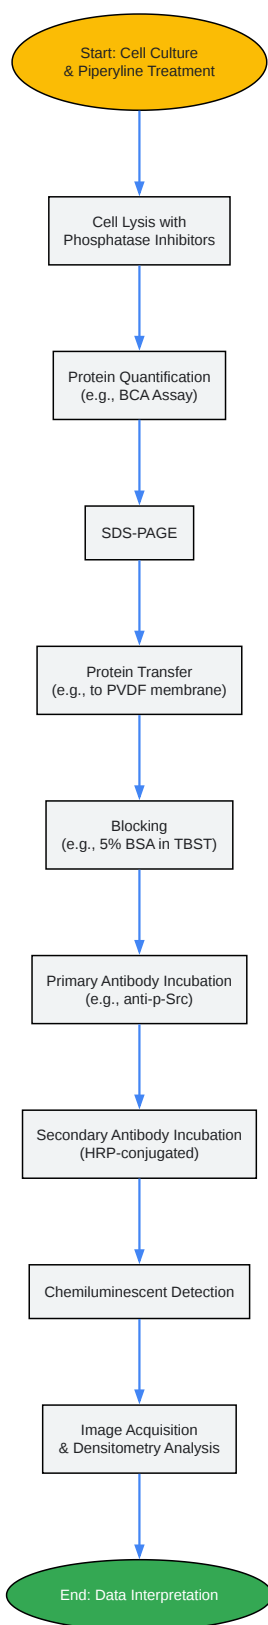 Start: Cell Culture
& Piperyline Treatment
Cell Lysis with
Phosphatase Inhibitors
Protein Quantification
(e.g., BCA Assay)
SDS-PAGE
Protein Transfer
(e.g., to PVDF membrane)
Blocking
(e.g., 5% BSA in TBST)
Primary Antibody Incubation
(e.g., anti-p-Src)
Secondary Antibody Incubation
(HRP-conjugated)
Chemiluminescent Detection
Image Acquisition
& Densitometry Analysis
End: Data Interpretation